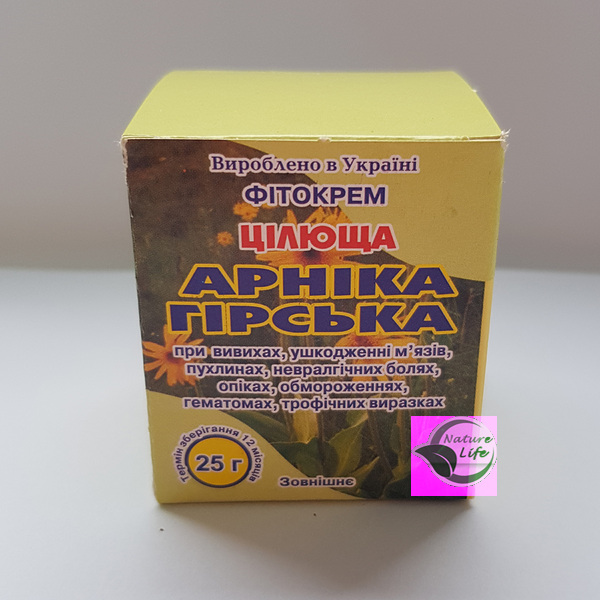 Вироблено в Україні
ФІТОКРЕМ
ЦІЛЮЩА
АРНІКА
ГІРСЬКА
при вивихах, ушкодженні м'язів,
пухлинах, невралгічних болях,
опіках, обмороженнях,
гематомах, трофічних виразках
Термін зберігання 12 місяців
25 г
Зовнішнє
Nature
Life